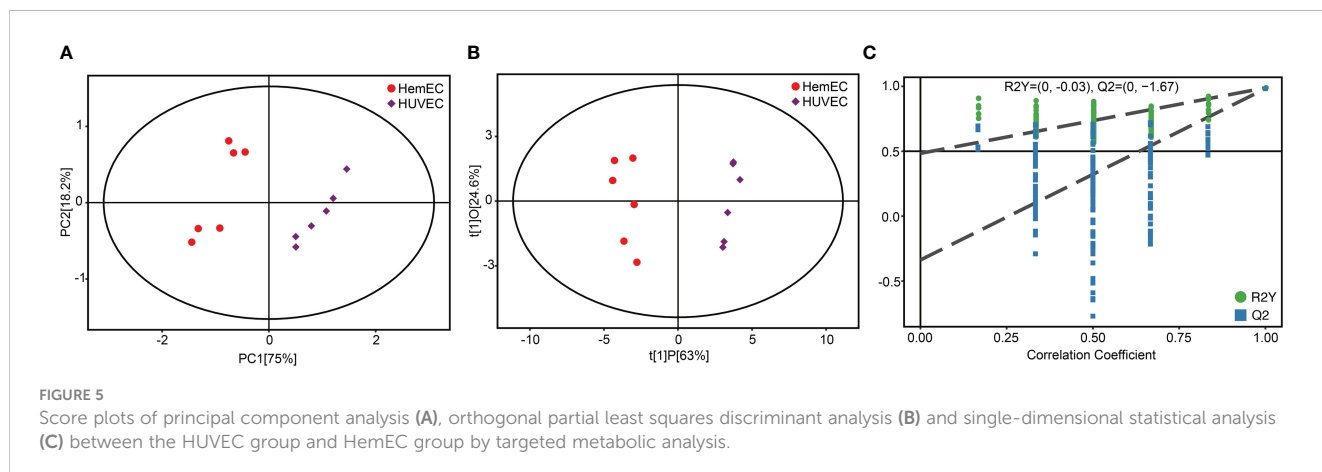 A
HemEC
HUVEC
PC2[18.2%]
1
0
-1
-2
0
2
PC1[75%]
B
HemEC
HUVEC
t[1]O[24.6%]
3
0
-3
-10
-5
0
5
10
t[1]P[63%]
C
R2Y=(0, -0.03), Q2=(0, −1.67)
1.0
0.5
0.0
-0.5
R2Y
Q2
0.00
0.25
0.50
0.75
1.00
Correlation Coefficient
FIGURE 5
Score plots of principal component analysis (A), orthogonal partial least squares discriminant analysis (B) and single-dimensional statistical analysis
(C) between the HUVEC group and HemEC group by targeted metabolic analysis.